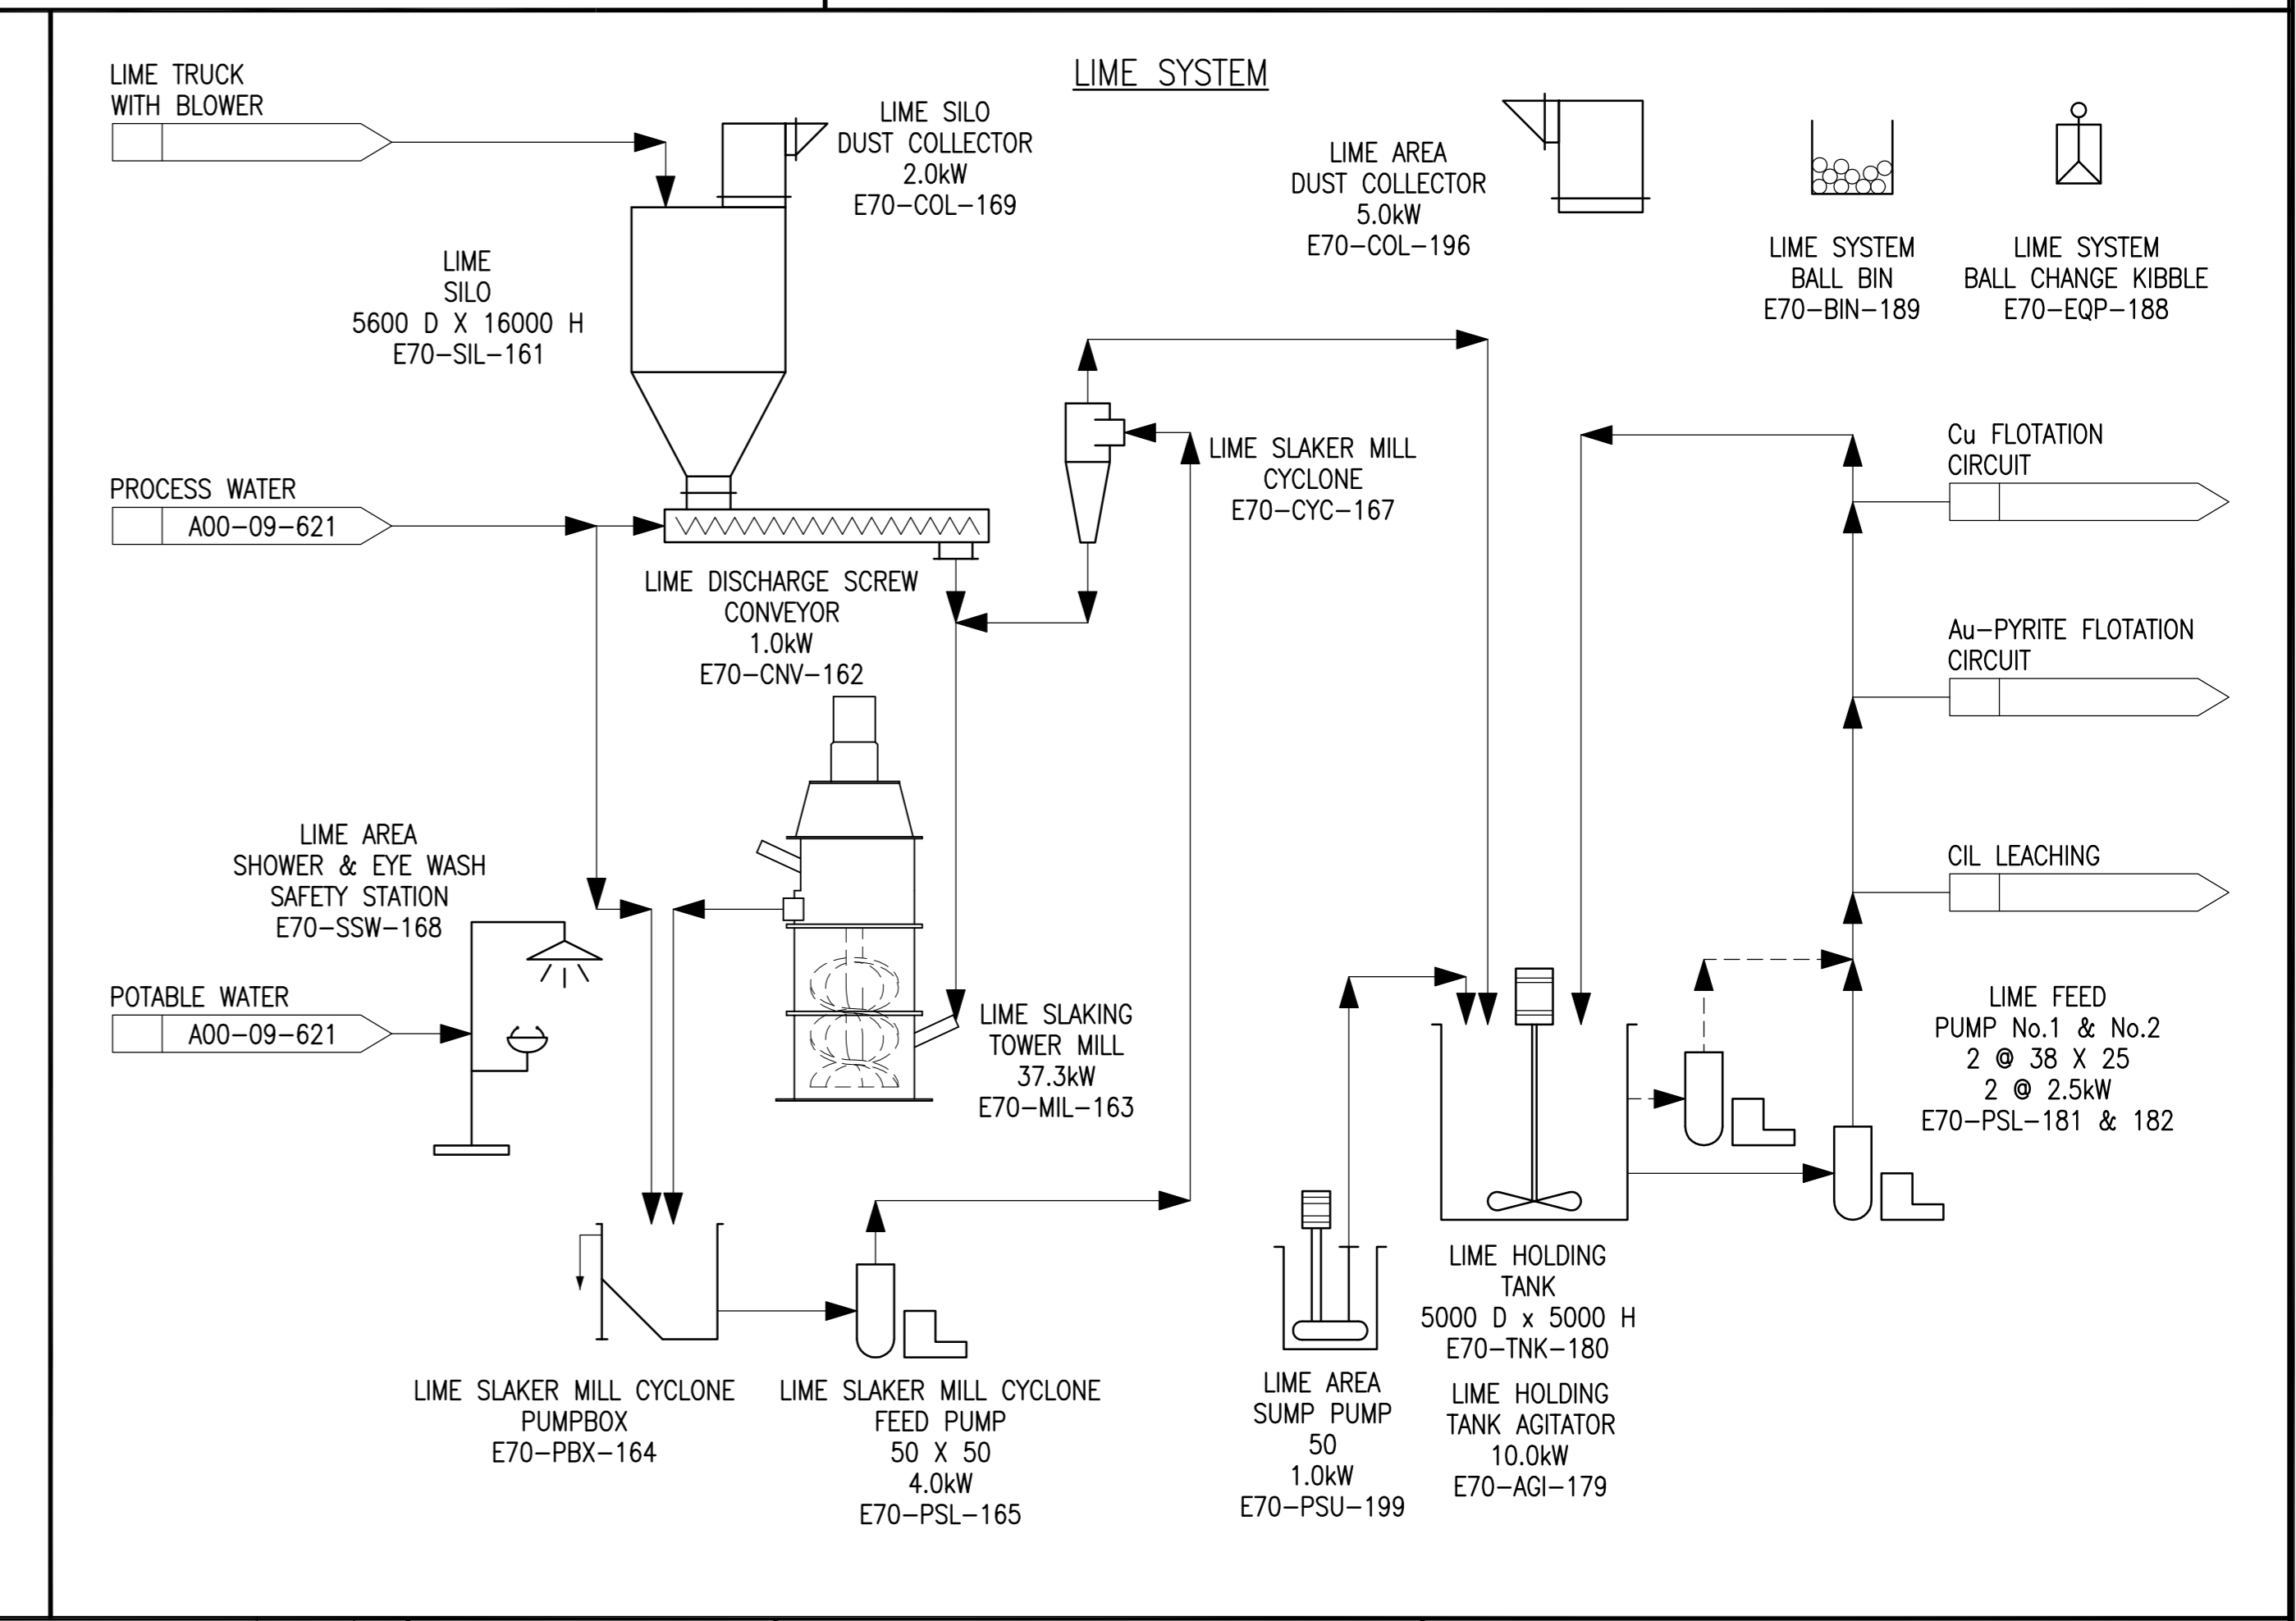 LIME SYSTEM
LIME TRUCK
WITH BLOWER
LIME SILO
DUST COLLECTOR
2.0kW
E70-COL-169
LIME AREA
DUST COLLECTOR
5.0kW
E70-COL-196
LIME SYSTEM
BALL BIN
E70-BIN-189
LIME SYSTEM
BALL CHANGE KIBBLE
E70-EQP-188
LIME
SILO
5600 D X 16000 H
E70-SIL-161
PROCESS WATER
A00-09-621
LIME SLAKER MILL
CYCLONE
E70-CYC-167
Cu FLOTATION
CIRCUIT
LIME DISCHARGE SCREW
CONVEYOR
1.0kW
E70-CNV-162
Au-PYRITE FLOTATION
CIRCUIT
LIME AREA
SHOWER & EYE WASH
SAFETY STATION
E70-SSW-168
CIL LEACHING
POTABLE WATER
A00-09-621
LIME SLAKING
TOWER MILL
37.3kW
E70-MIL-163
LIME FEED
PUMP No.1 & No.2
2 @ 38 X 25
2 @ 2.5kW
E70-PSL-181 & 182
LIME SLAKER MILL CYCLONE
PUMPBOX
E70-PBX-164
LIME SLAKER MILL CYCLONE
FEED PUMP
50 X 50
4.0kW
E70-PSL-165
LIME AREA
SUMP PUMP
50
1.0kW
E70-PSU-199
LIME HOLDING
TANK
5000 D x 5000 H
E70-TNK-180
LIME HOLDING
TANK AGITATOR
10.0kW
E70-AGI-179